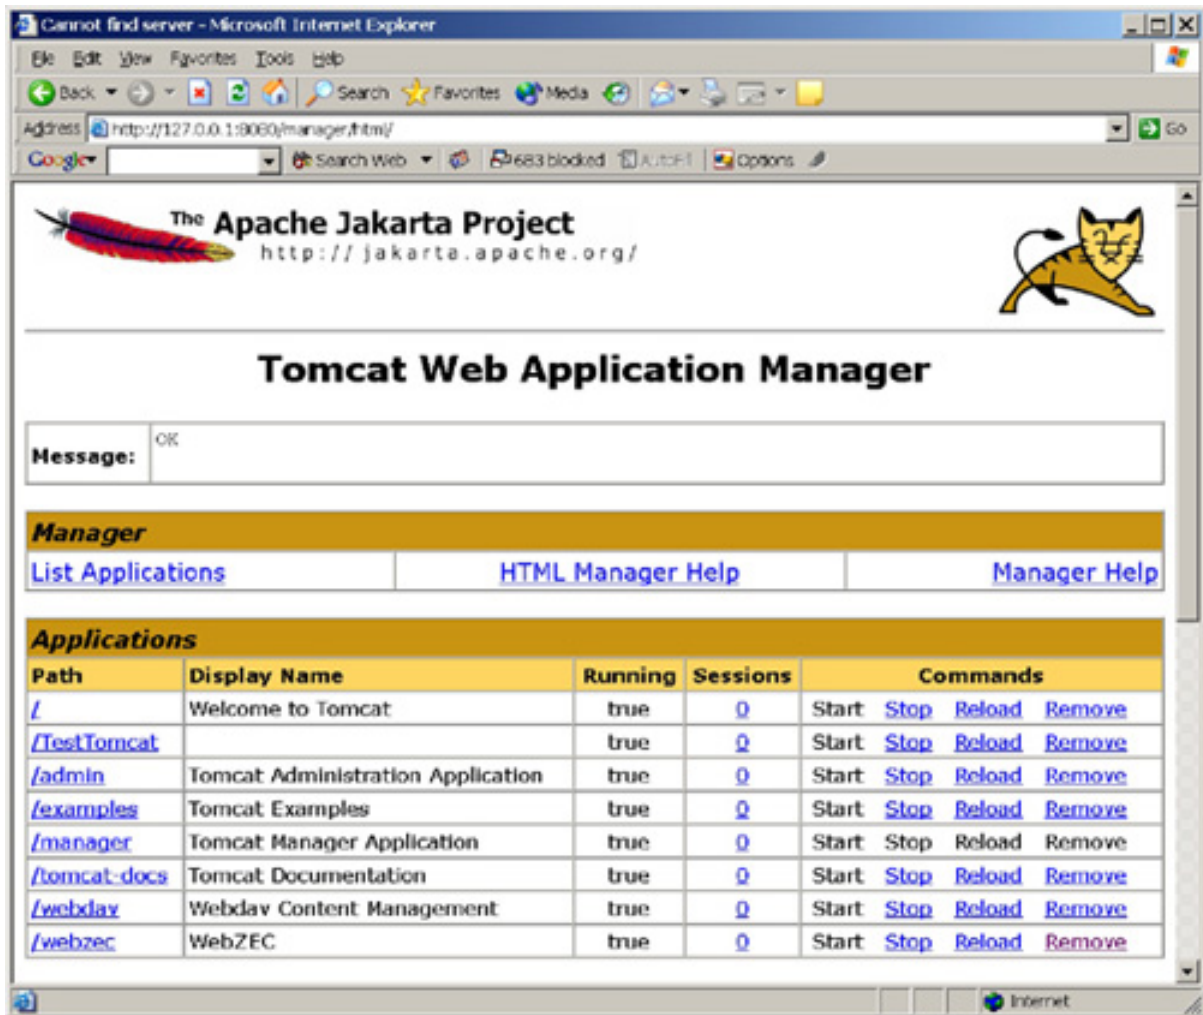 Cannot find server - Microsoft Internet Explorer
File Edit View Favorites Tools Help
Back Search Favorites Media
Address http://127.0.0.1:8080/manager/html/ Go
Google Search Web 683 blocked AutoFill Options
The Apache Jakarta Project
http://jakarta.apache.org/
Tomcat Web Application Manager
Message: OK
Manager
List Applications HTML Manager Help Manager Help
Applications
Path Display Name Running Sessions Commands
/ Welcome to Tomcat true 0 Start Stop Reload Remove
/TestTomcat true 0 Start Stop Reload Remove
/admin Tomcat Administration Application true 0 Start Stop Reload Remove
/examples Tomcat Examples true 0 Start Stop Reload Remove
/manager Tomcat Manager Application true 0 Start Stop Reload Remove
/tomcat-docs Tomcat Documentation true 0 Start Stop Reload Remove
/webdav Webdav Content Management true 0 Start Stop Reload Remove
/webzec WebZEC true 0 Start Stop Reload Remove
Internet